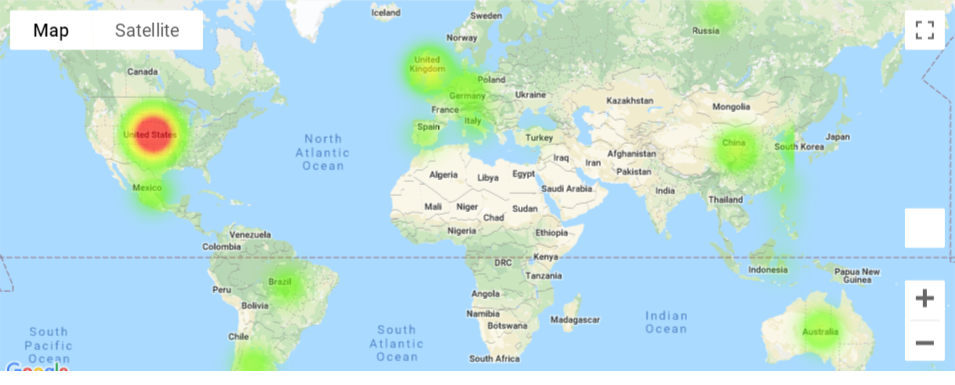 Map
Satellite
Iceland
Sweden
Norway
Russia
Canada
United
Kingdom
Poland
Germany
Ukraine
France
Kazakhstan
Mongolia
United States
Spain
Italy
Turkey
China
South Korea
Japan
North
Atlantic
Ocean
Iraq
Iran
Afghanistan
Pakistan
Algeria
Libya
Egypt
Saudi Arabia
India
Mexico
Mali
Niger
Chad
Sudan
Thailand
Venezuela
Colombia
Nigeria
Ethiopia
DRC
Kenya
Tanzania
Indonesia
Papua New
Guinea
Brazil
Peru
Bolivia
Angola
Namibia
Botswana
Madagascar
Indian
Ocean
Australia
South
Pacific
Ocean
Chile
South
Atlantic
Ocean
South Africa
Google